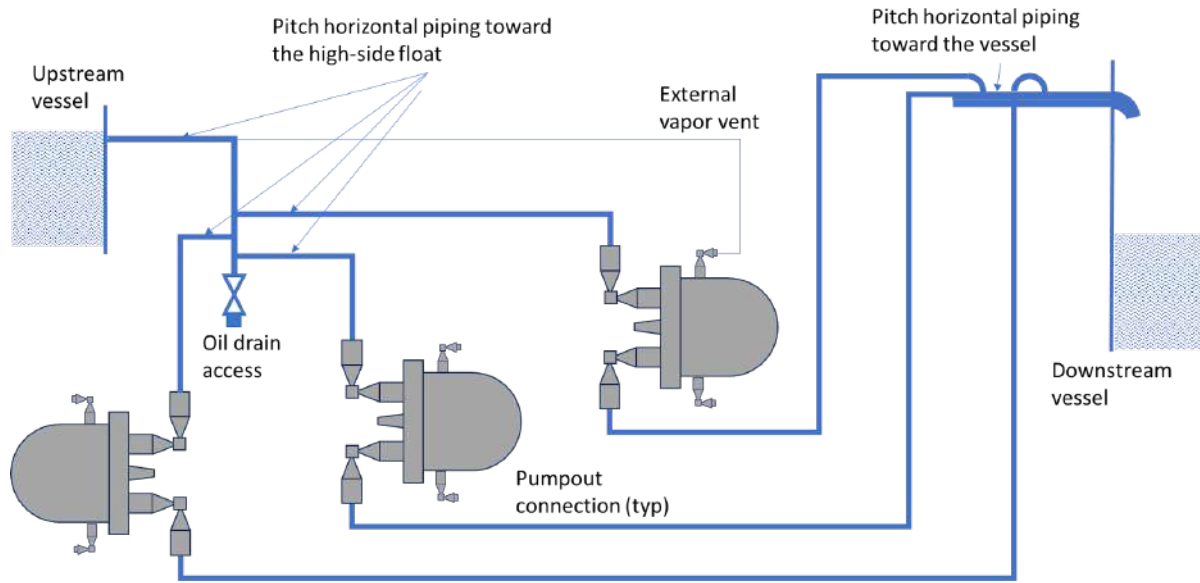 Pitch horizontal piping toward
the high-side float
Pitch horizontal piping
toward the vessel
Upstream
vessel
External
vapor vent
Oil drain
access
Downstream
vessel
Pumpout
connection (typ)